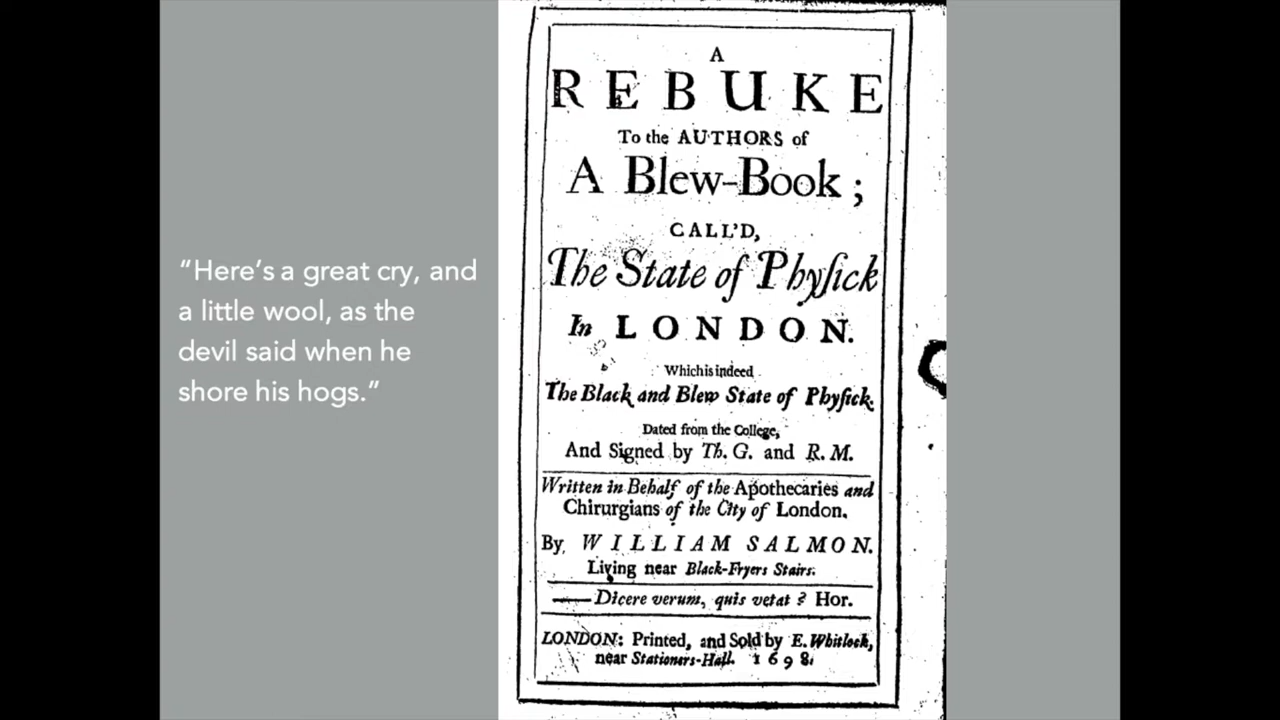 “Here’s a great cry, and
a little wool, as the
devil said when he
shore his hogs.”
A
REBUKE
To the AUTHORS of
A Blew-Book;
CALL'D,
The State of Phyſick
In LONDON.
Which is indeed
The Black and Blew State of Phyſick.
Dated from the College,
And Signed by Th. G. and R. M.
Written in Behalf of the Apothecaries and
Chirurgians of the City of London.
By WILLIAM SALMON.
Living near Black-Fryers Stairs.
—— Dicere verum, quis vetat? Hor.
LONDON: Printed, and Sold by E. Whitlock,
near Stationers-Hall. 1698.